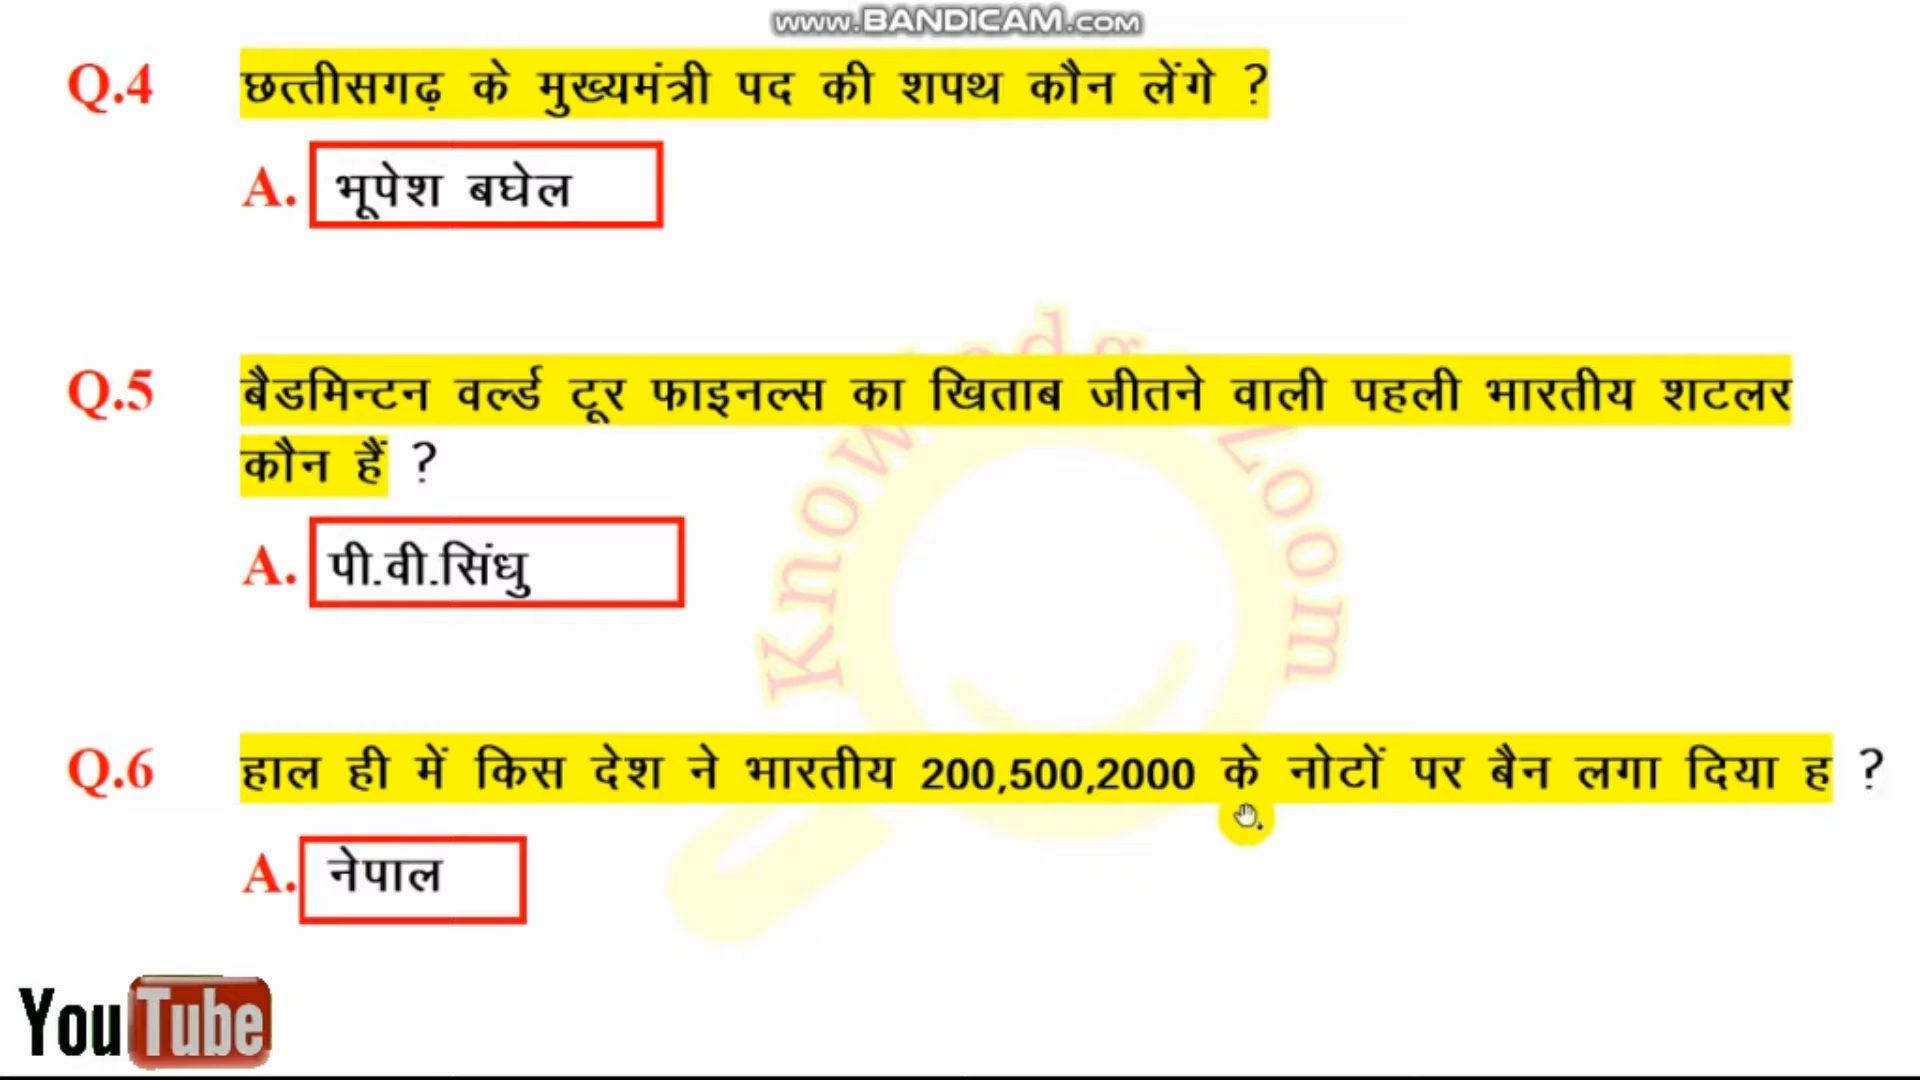 www.BANDICAM.com
Q.4 छत्तीसगढ़ के मुख्यमंत्री पद की शपथ कौन लेंगे ?
A. भूपेश बघेल
Q.5 बैडमिन्टन वर्ल्ड टूर फाइनल्स का खिताब जीतने वाली पहली भारतीय शटलर
कौन हैं ?
A. पी.वी.सिंधु
Q.6 हाल ही में किस देश ने भारतीय 200,500,2000 के नोटों पर बैन लगा दिया ह ?
A. नेपाल
YouTube